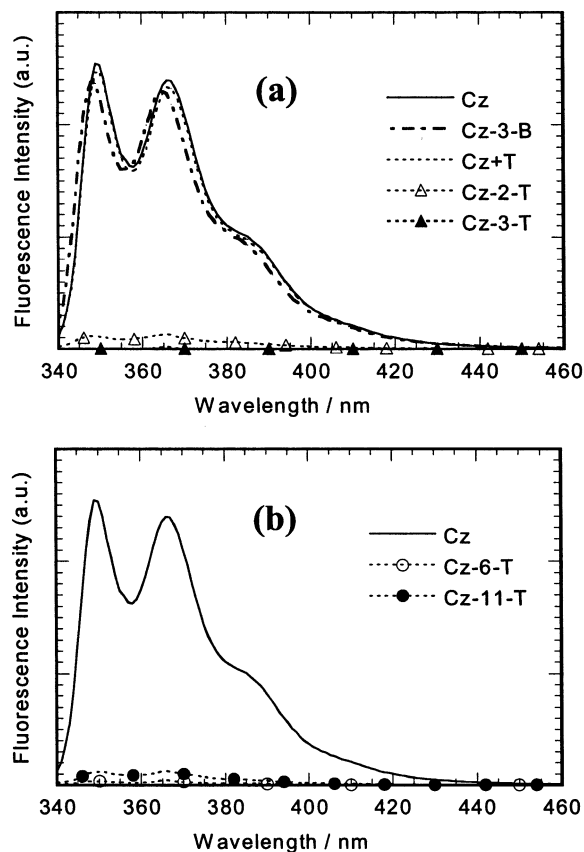 (a)
Cz
Cz-3-B
Cz+T
Cz-2-T
Cz-3-T
Fluorescence Intensity (a.u.)
340 360 380 400 420 440 460
Wavelength / nm
(b)
Cz
Cz-6-T
Cz-11-T
Fluorescence Intensity (a.u.)
340 360 380 400 420 440 460
Wavelength / nm